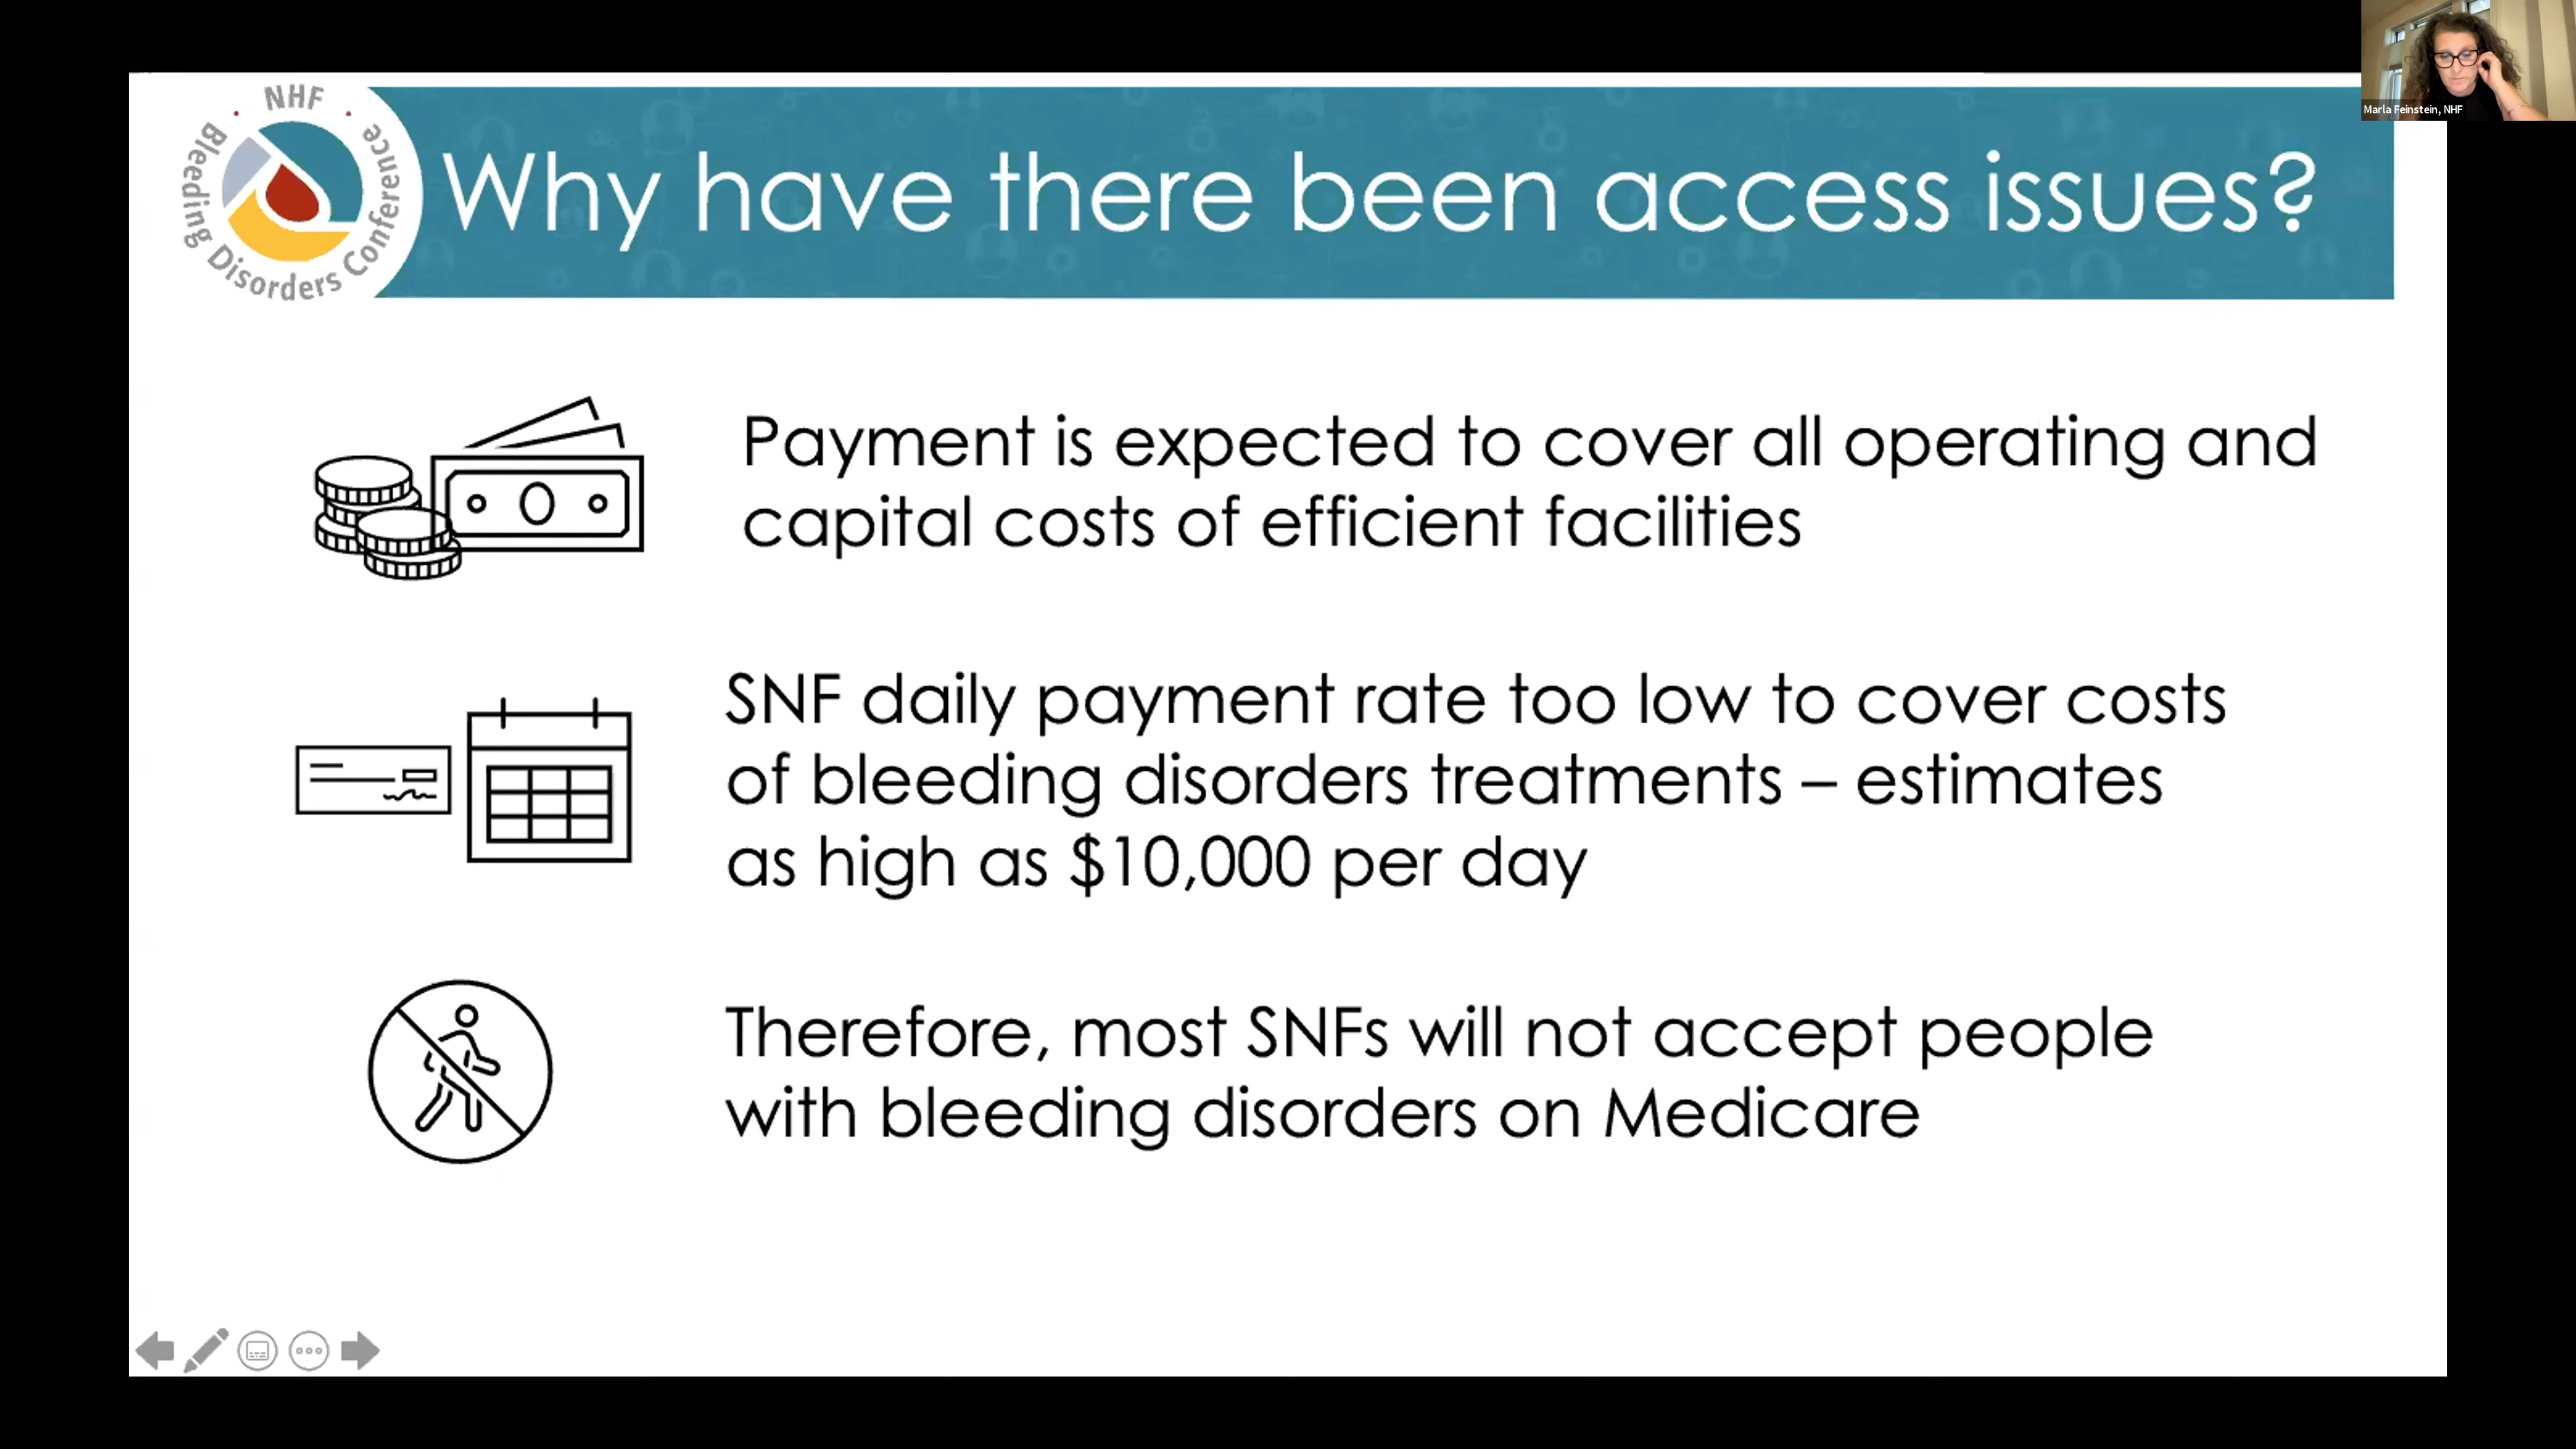 NHF
Bleeding Disorders Conference
Why have there been access issues?
Marla Feinstein, NHF
Payment is expected to cover all operating and
capital costs of efficient facilities
SNF daily payment rate too low to cover costs
of bleeding disorders treatments – estimates
as high as $10,000 per day
Therefore, most SNFs will not accept people
with bleeding disorders on Medicare